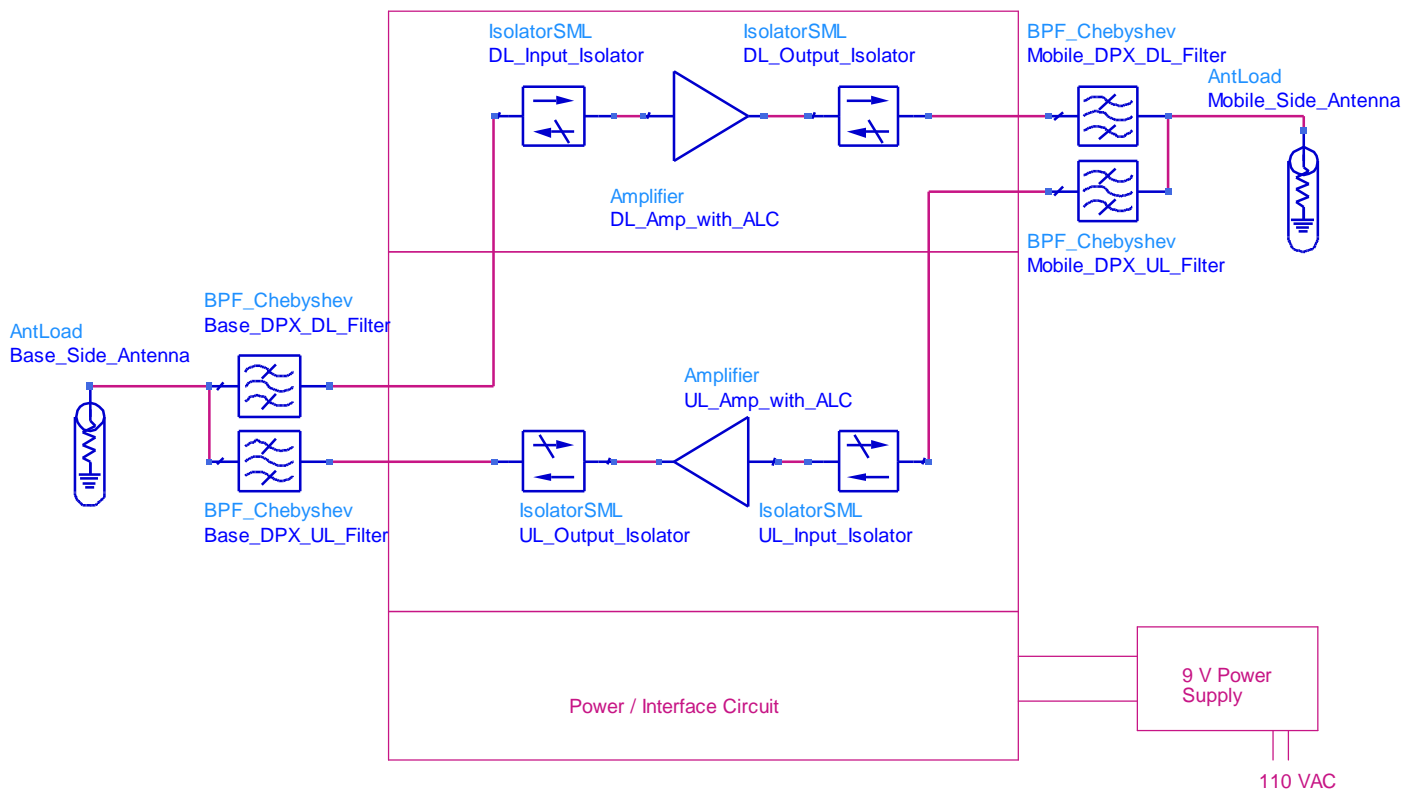 IsolatorSML
DL_Input_Isolator
IsolatorSML
DL_Output_Isolator
BPF_Chebyshev
Mobile_DPX_DL_Filter
AntLoad
Mobile_Side_Antenna
Amplifier
DL_Amp_with_ALC
BPF_Chebyshev
Mobile_DPX_UL_Filter
BPF_Chebyshev
Base_DPX_DL_Filter
AntLoad
Base_Side_Antenna
Amplifier
UL_Amp_with_ALC
BPF_Chebyshev
Base_DPX_UL_Filter
IsolatorSML
UL_Output_Isolator
IsolatorSML
UL_Input_Isolator
Power / Interface Circuit
9 V Power
Supply
110 VAC